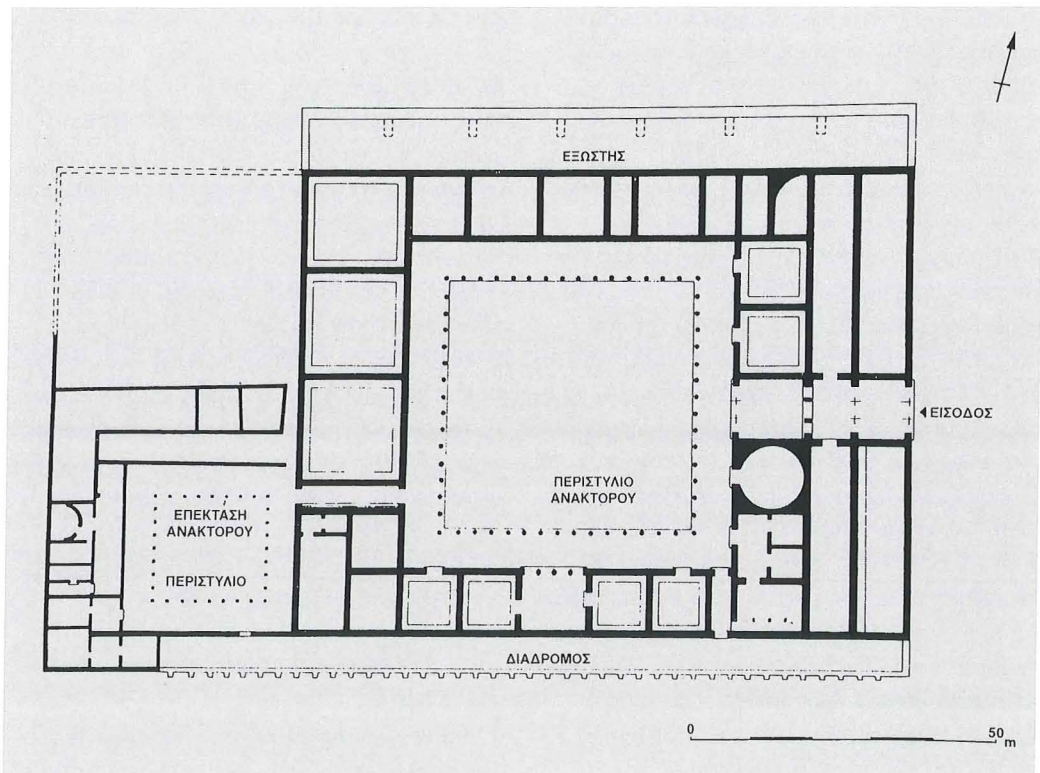 ΕΞΩΣΤΗΣ
ΕΙΣΟΔΟΣ
ΠΕΡΙΣΤΥΛΙΟ
ΑΝΑΚΤΟΡΟΥ
ΕΠΕΚΤΑΣΗ
ΑΝΑΚΤΟΡΟΥ
ΠΕΡΙΣΤΥΛΙΟ
ΔΙΑΔΡΟΜΟΣ
0 50 m